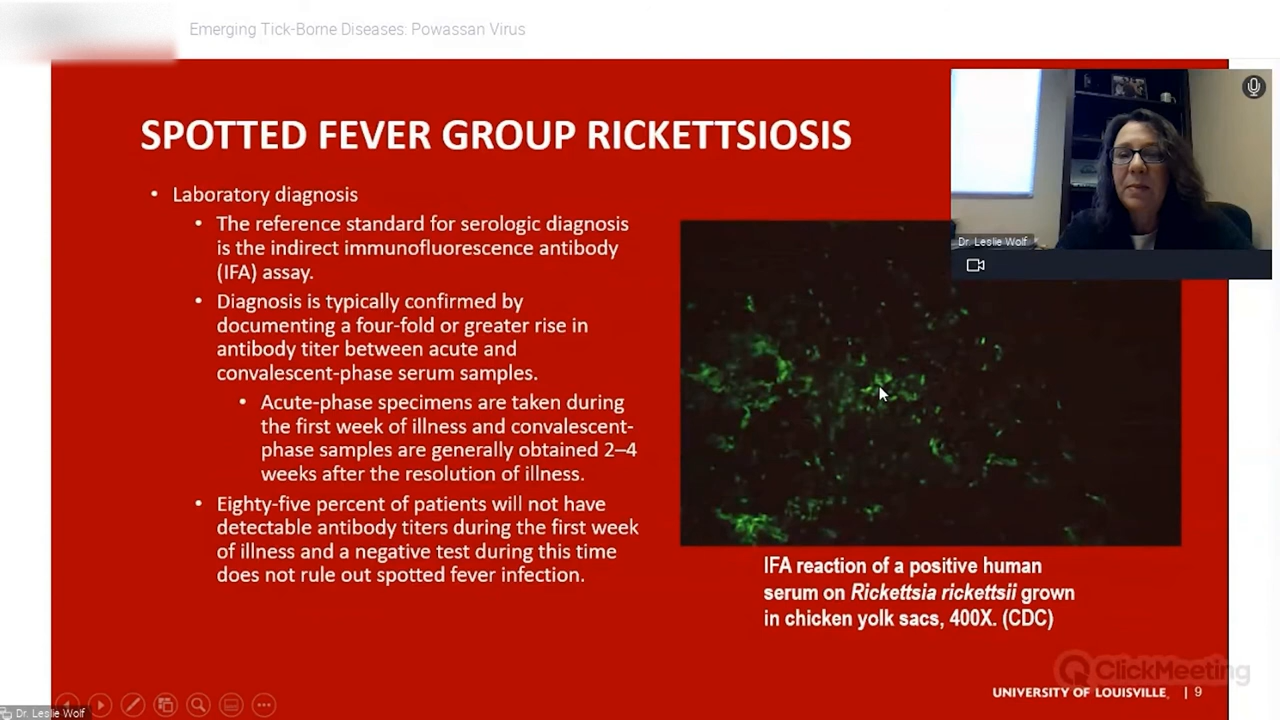 Emerging Tick-Borne Diseases: Powassan Virus
SPOTTED FEVER GROUP RICKETTSIOSIS
• Laboratory diagnosis
• The reference standard for serologic diagnosis
is the indirect immunofluorescence antibody
(IFA) assay.
• Diagnosis is typically confirmed by
documenting a four-fold or greater rise in
antibody titer between acute and
convalescent-phase serum samples.
• Acute-phase specimens are taken during
the first week of illness and convalescent-
phase samples are generally obtained 2–4
weeks after the resolution of illness.
• Eighty-five percent of patients will not have
detectable antibody titers during the first week
of illness and a negative test during this time
does not rule out spotted fever infection.
Dr. Leslie Wolf
IFA reaction of a positive human
serum on Rickettsia rickettsii grown
in chicken yolk sacs, 400X. (CDC)
ClickMeeting
UNIVERSITY OF LOUISVILLE. | 9
Dr. Leslie Wolf